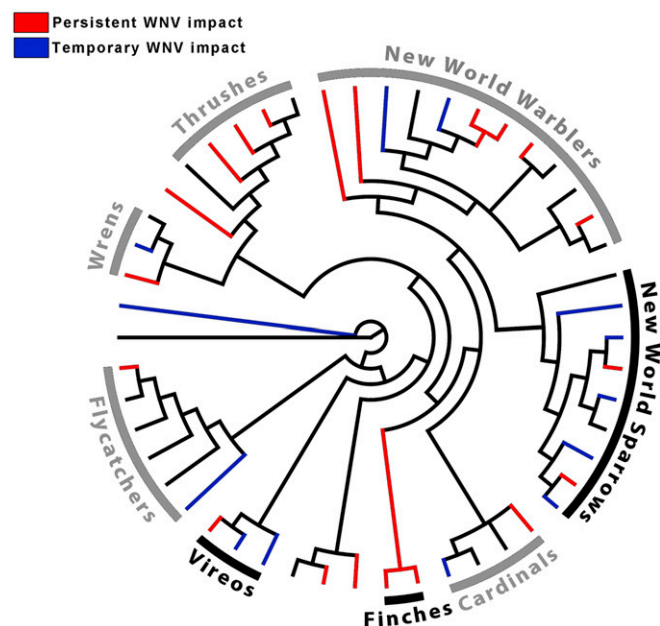 Persistent WNV impact
Temporary WNV impact
Thrushes
New World Warblers
Wrens
New World Sparrows
Flycatchers
Vireos
Finches
Cardinals